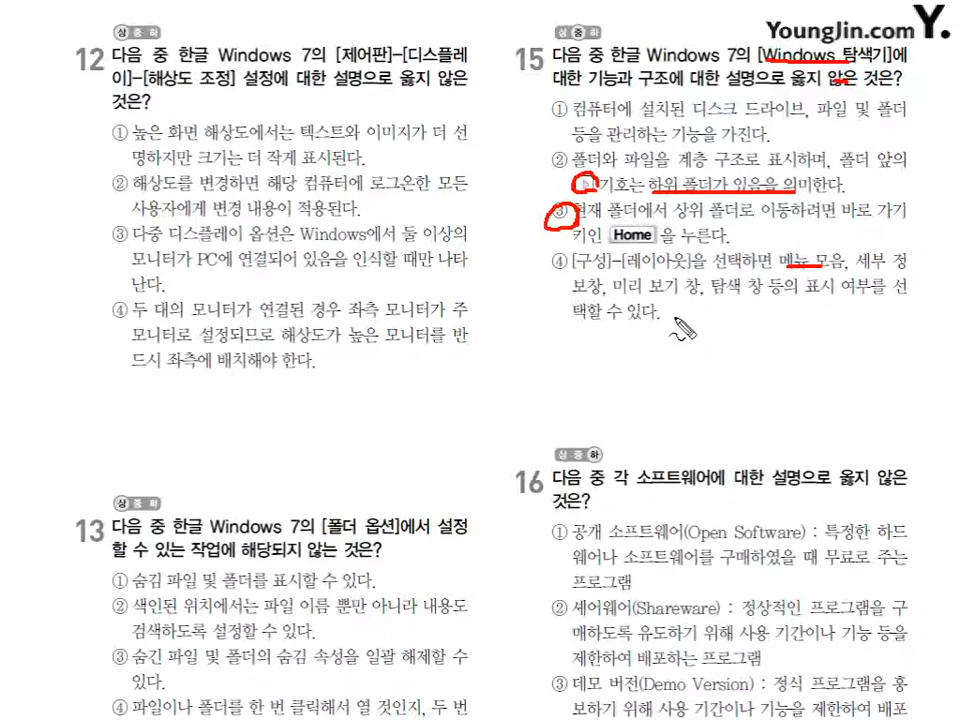 YoungJin.com Y.
상 중 하
12 다음 중 한글 Windows 7의 [제어판]-[디스플레
이]-[해상도 조정] 설정에 대한 설명으로 옳지 않은
것은?
① 높은 화면 해상도에서는 텍스트와 이미지가 더 선
명하지만 크기는 더 작게 표시된다.
② 해상도를 변경하면 해당 컴퓨터에 로그온한 모든
사용자에게 변경 내용이 적용된다.
③ 다중 디스플레이 옵션은 Windows에서 둘 이상의
모니터가 PC에 연결되어 있음을 인식할 때만 나타
난다.
④ 두 대의 모니터가 연결된 경우 좌측 모니터가 주
모니터로 설정되므로 해상도가 높은 모니터를 반
드시 좌측에 배치해야 한다.
상 중 하
13 다음 중 한글 Windows 7의 [폴더 옵션]에서 설정
할 수 있는 작업에 해당되지 않는 것은?
① 숨김 파일 및 폴더를 표시할 수 있다.
② 색인된 위치에서는 파일 이름 뿐만 아니라 내용도
검색하도록 설정할 수 있다.
③ 숨긴 파일 및 폴더의 숨김 속성을 일괄 해제할 수
있다.
④ 파일이나 폴더를 한 번 클릭해서 열 것인지, 두 번
상 중 하
15 다음 중 한글 Windows 7의 [Windows 탐색기]에
대한 기능과 구조에 대한 설명으로 옳지 않은 것은?
① 컴퓨터에 설치된 디스크 드라이브, 파일 및 폴더
등을 관리하는 기능을 가진다.
② 폴더와 파일을 계층 구조로 표시하며, 폴더 앞의
▷ 기호는 하위 폴더가 있음을 의미한다.
③ 현재 폴더에서 상위 폴더로 이동하려면 바로 가기
키인 Home 을 누른다.
④ [구성]-[레이아웃]을 선택하면 메뉴 모음, 세부 정
보창, 미리 보기 창, 탐색 창 등의 표시 여부를 선
택할 수 있다.
상 중 하
16 다음 중 각 소프트웨어에 대한 설명으로 옳지 않은
것은?
① 공개 소프트웨어(Open Software) : 특정한 하드
웨어나 소프트웨어를 구매하였을 때 무료로 주는
프로그램
② 셰어웨어(Shareware) : 정상적인 프로그램을 구
매하도록 유도하기 위해 사용 기간이나 기능 등을
제한하여 배포하는 프로그램
③ 데모 버전(Demo Version) : 정식 프로그램을 홍
보하기 위해 사용 기간이나 기능을 제한하여 배포